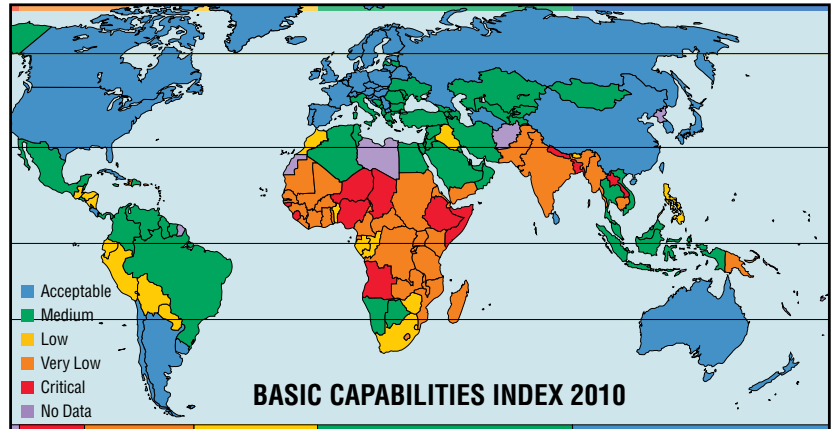 Acceptable
Medium
Low
Very Low
Critical
No Data
BASIC CAPABILITIES INDEX 2010